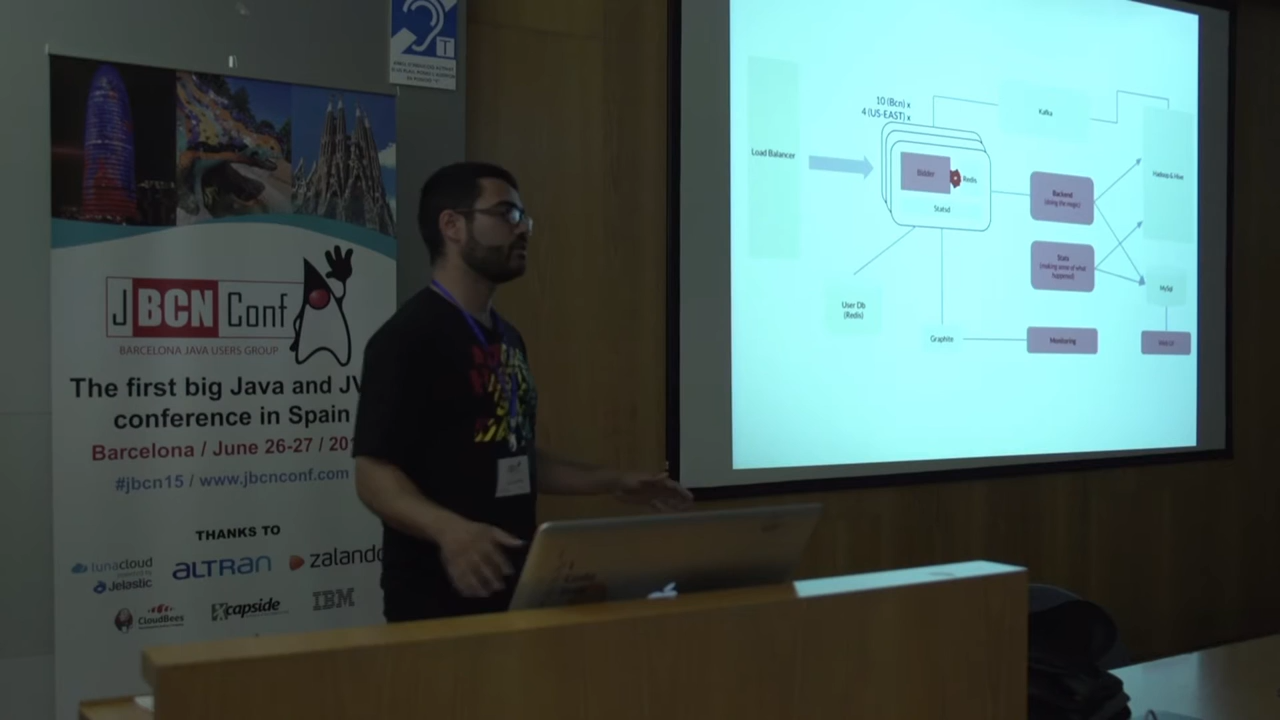 T
JBCNConf
BARCELONA JAVA USERS GROUP
The first big Java and JV
conference in Spain
Barcelona / June 26-27 / 201
#jbcn15 / www.jbcnconf.com
THANKS TO
lunacloud
Jelastic
ALTRAN
zalando
CloudBees
capside
IBM
10 (Bcn) x
4 (US-EAST) x
Load Balancer
Bidder
Redis
Statsd
Kafka
Hadoop & Hive
Backend
(doing the magic)
Stats
(making sense of what
happened)
MySql
User Db
(Redis)
Graphite
Monitoring